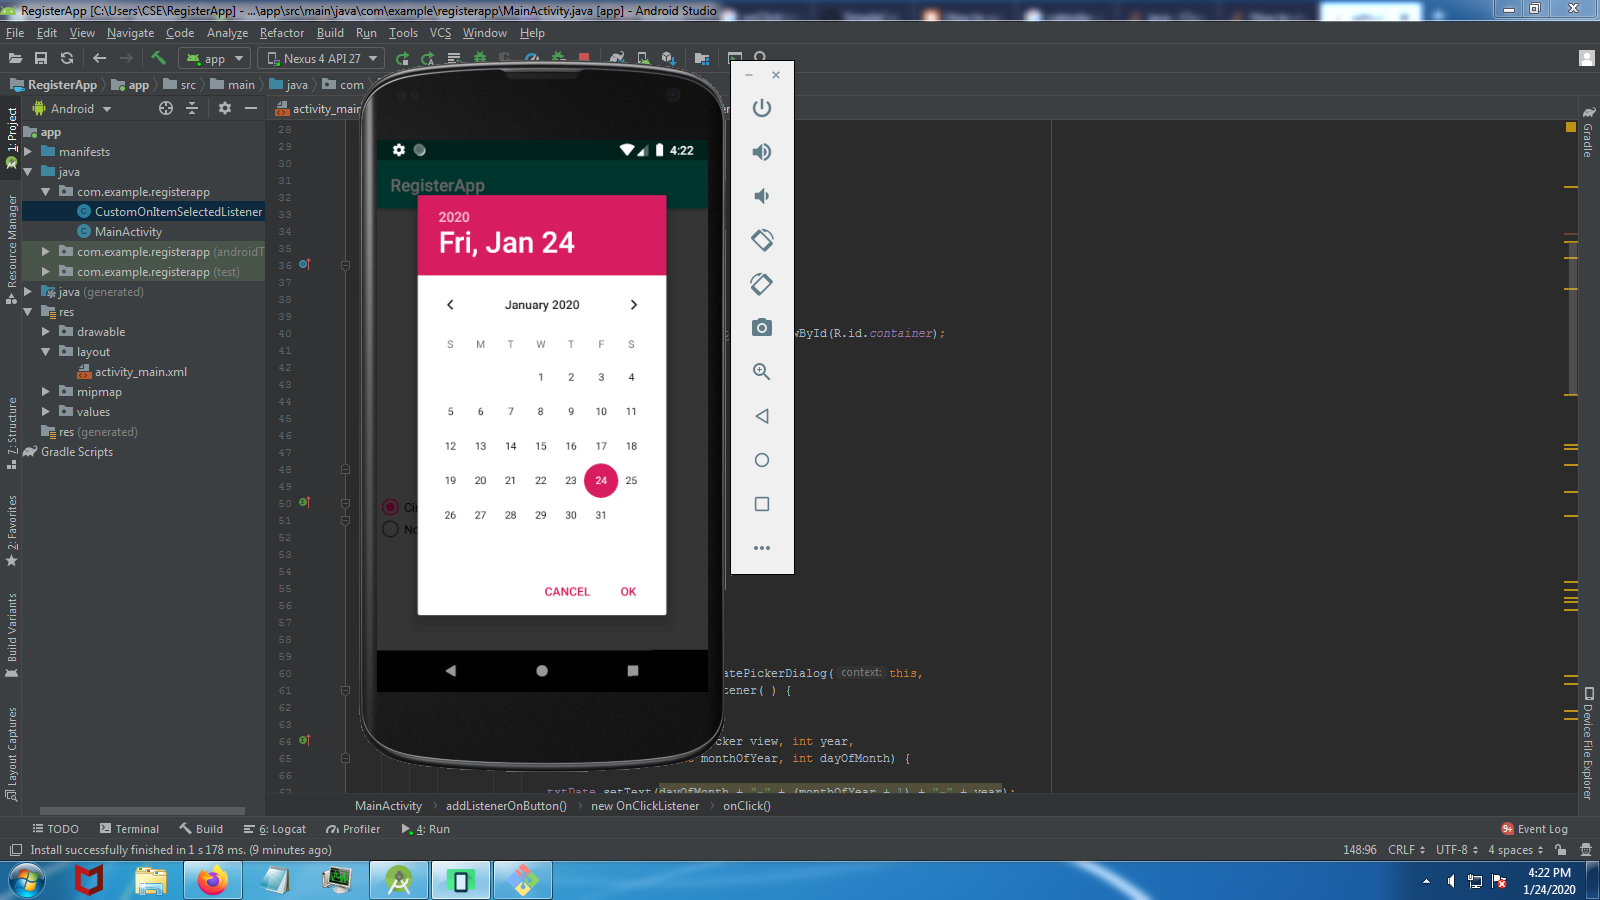 RegisterApp [C:\Users\CSE\RegisterApp] - ...\app\src\main\java\com\example\registerapp\MainActivity.java [app] - Android Studio
File Edit View Navigate Code Analyze Refactor Build Run Tools VCS Window Help
app Nexus 4 API 27
RegisterApp app src main java com
Android
activity_main
1: Project
Resource Manager
7: Structure
2: Favorites
Build Variants
Layout Captures
app
manifests
java
com.example.registerapp
CustomOnItemSelectedListener
MainActivity
com.example.registerapp (androidT
com.example.registerapp (test)
java (generated)
res
drawable
layout
activity_main.xml
mipmap
values
res (generated)
Gradle Scripts
28
29
30
31
32
33
34
35
36
37
38
39
40
41
42
43
44
45
46
47
48
49
50
51
52
53
54
55
56
57
58
59
60
61
62
63
64
65
66
67
4:22
RegisterApp
2020
Fri, Jan 24
January 2020
S M T W T F S
1 2 3 4
5 6 7 8 9 10 11
12 13 14 15 16 17 18
19 20 21 22 23 24 25
26 27 28 29 30 31
CANCEL OK
wById(R.id.container);
atePickerDialog( context: this,
tener( ) {
cker view, int year,
monthOfYear, int dayOfMonth) {
txtDate.setText(dayOfMonth + "-" + (monthOfYear + 1) + "-" + year);
Gradle
Device File Explorer
MainActivity addListenerOnButton() new OnClickListener onClick()
TODO Terminal Build 6: Logcat Profiler 4: Run 9+ Event Log
Install successfully finished in 1 s 178 ms. (9 minutes ago) 148:96 CRLF UTF-8 4 spaces
4:22 PM
1/24/2020